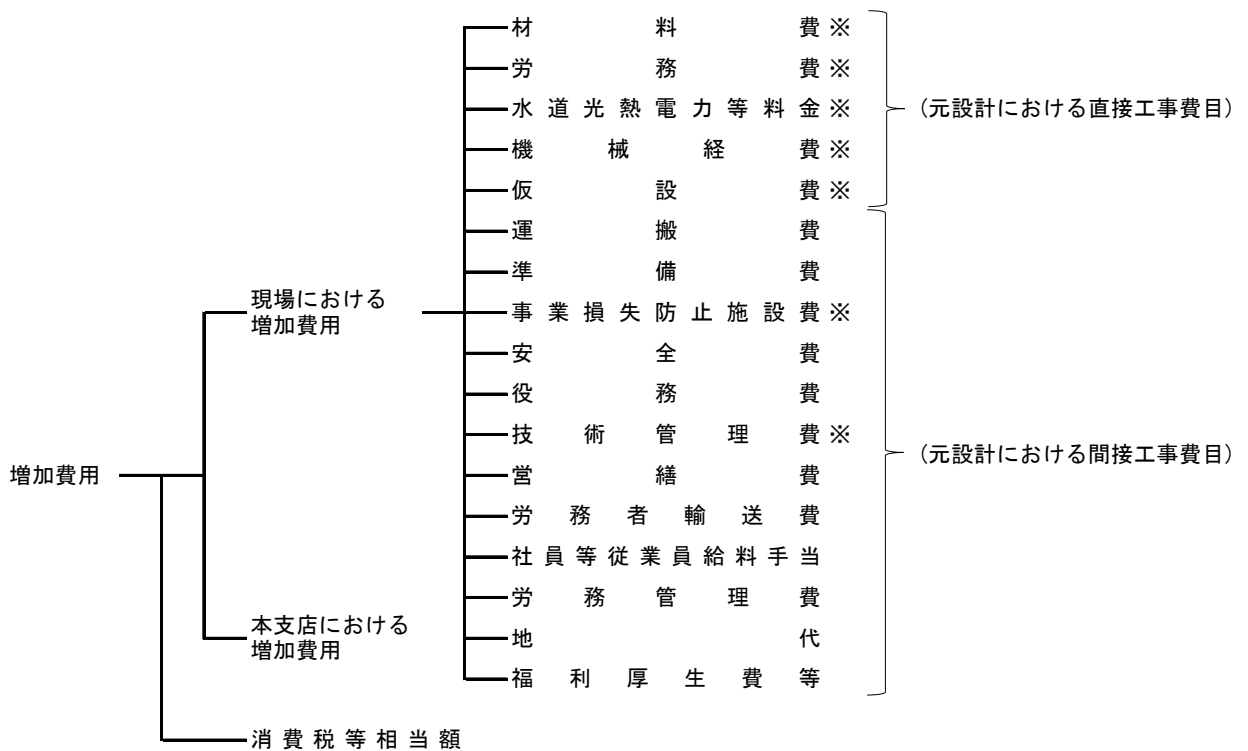 増加費用
現場における
増加費用
材料費※
労務費※
水道光熱電力等料金※
機械経費※
仮設費※
(元設計における直接工事費目)
運搬費
準備費
事業損失防止施設費※
安全費
役務費
技術管理費※
営繕費
労務者輸送費
社員等従業員給料手当
労務管理費
地代
福利厚生費等
(元設計における間接工事費目)
本支店における
増加費用
消費税等相当額